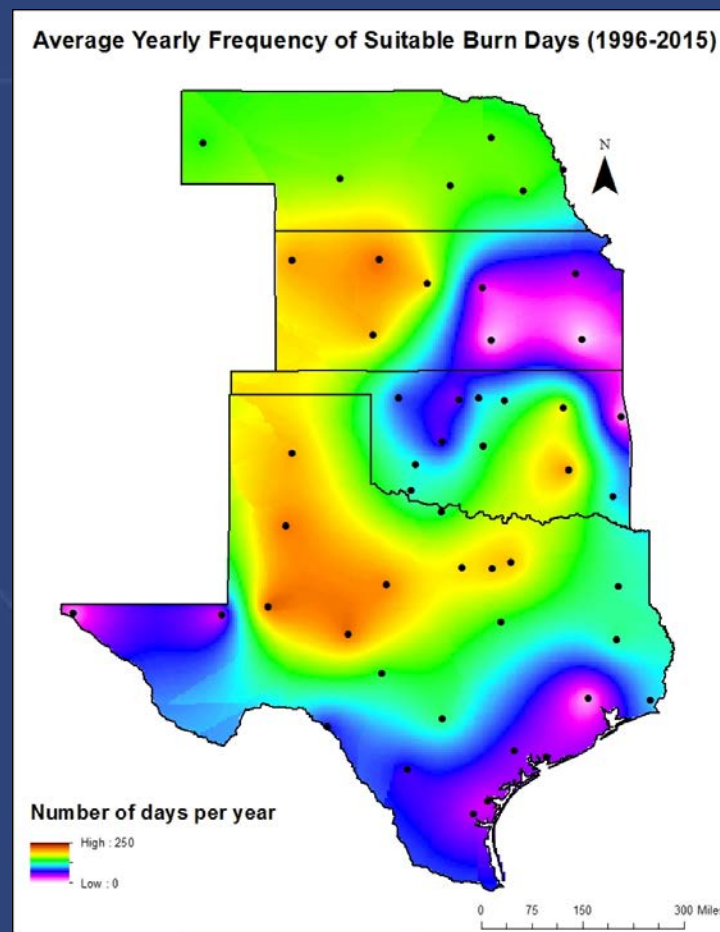 Average Yearly Frequency of Suitable Burn Days (1996-2015)
N
Number of days per year
High : 250
Low : 0
0 75 150 300 Miles